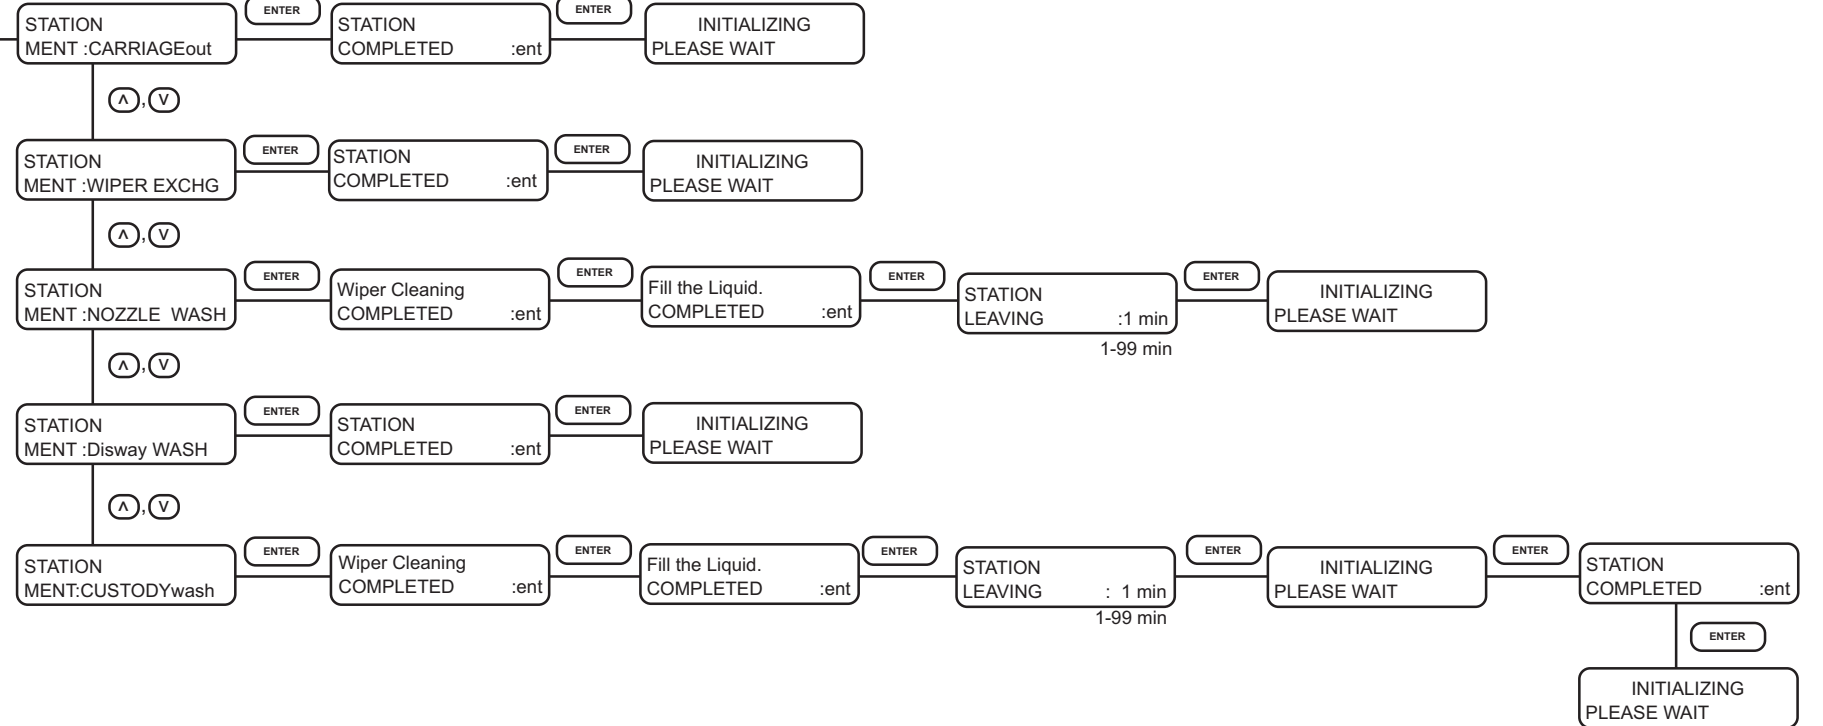 ENTER
ENTER
STATION
MENT :CARRIAGEout
STATION
COMPLETED :ent
INITIALIZING
PLEASE WAIT
ʌ , v
ENTER
ENTER
STATION
MENT :WIPER EXCHG
STATION
COMPLETED :ent
INITIALIZING
PLEASE WAIT
ʌ , v
ENTER
ENTER
ENTER
ENTER
STATION
MENT :NOZZLE WASH
Wiper Cleaning
COMPLETED :ent
Fill the Liquid.
COMPLETED :ent
STATION
LEAVING :1 min
1-99 min
INITIALIZING
PLEASE WAIT
ʌ , v
ENTER
ENTER
STATION
MENT :Disway WASH
STATION
COMPLETED :ent
INITIALIZING
PLEASE WAIT
ʌ , v
ENTER
ENTER
ENTER
ENTER
ENTER
STATION
MENT:CUSTODYwash
Wiper Cleaning
COMPLETED :ent
Fill the Liquid.
COMPLETED :ent
STATION
LEAVING : 1 min
1-99 min
INITIALIZING
PLEASE WAIT
STATION
COMPLETED :ent
ENTER
INITIALIZING
PLEASE WAIT